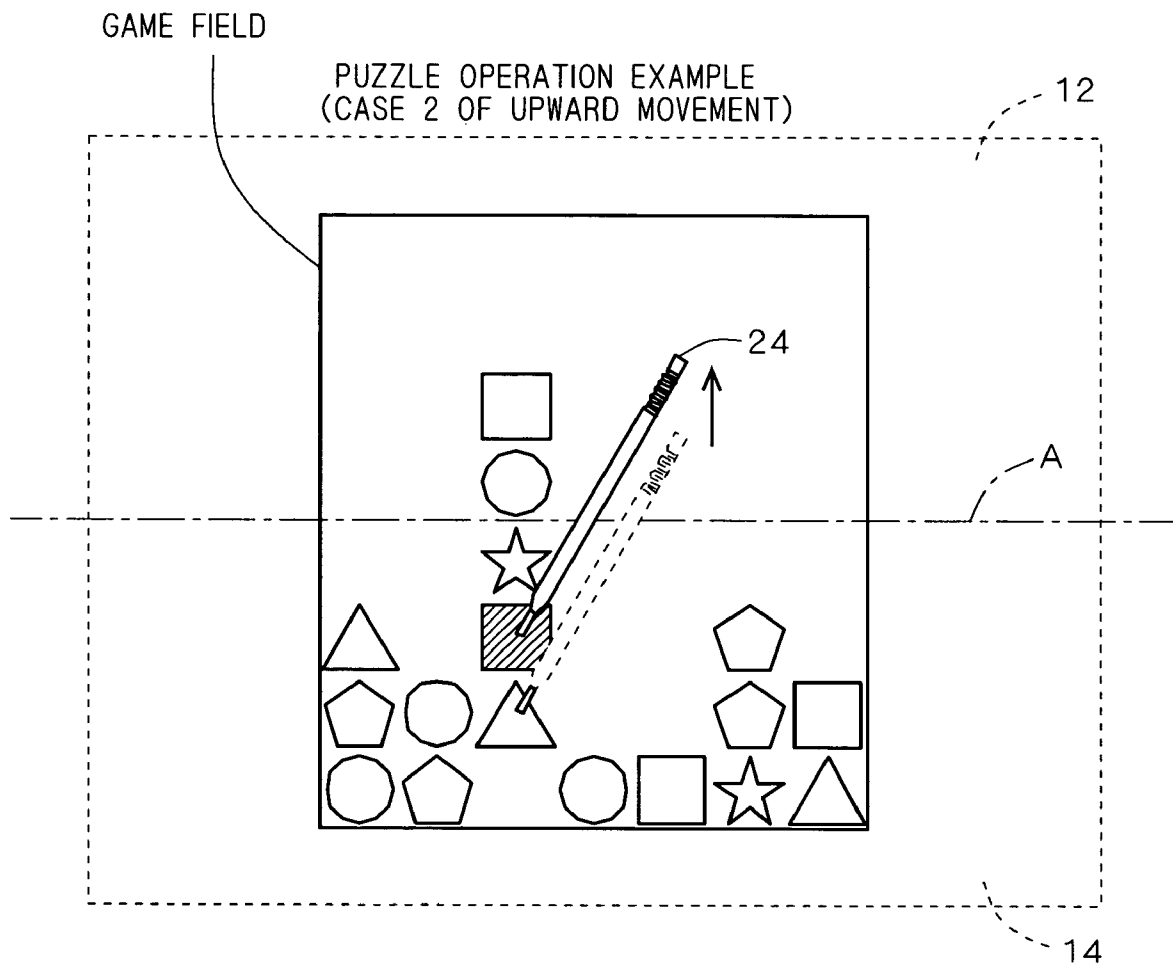 GAME FIELD
PUZZLE OPERATION EXAMPLE
(CASE 2 OF UPWARD MOVEMENT)
12
24
A
14